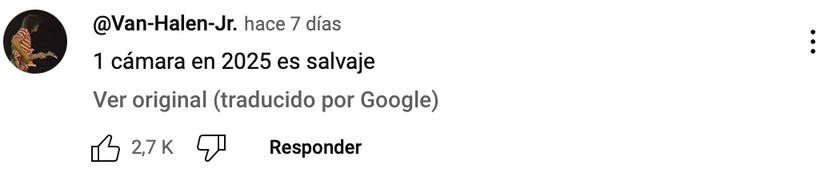 @Van-Halen-Jr. hace 7 días
1 cámara en 2025 es salvaje
Ver original (traducido por Google)
2,7 K Responder